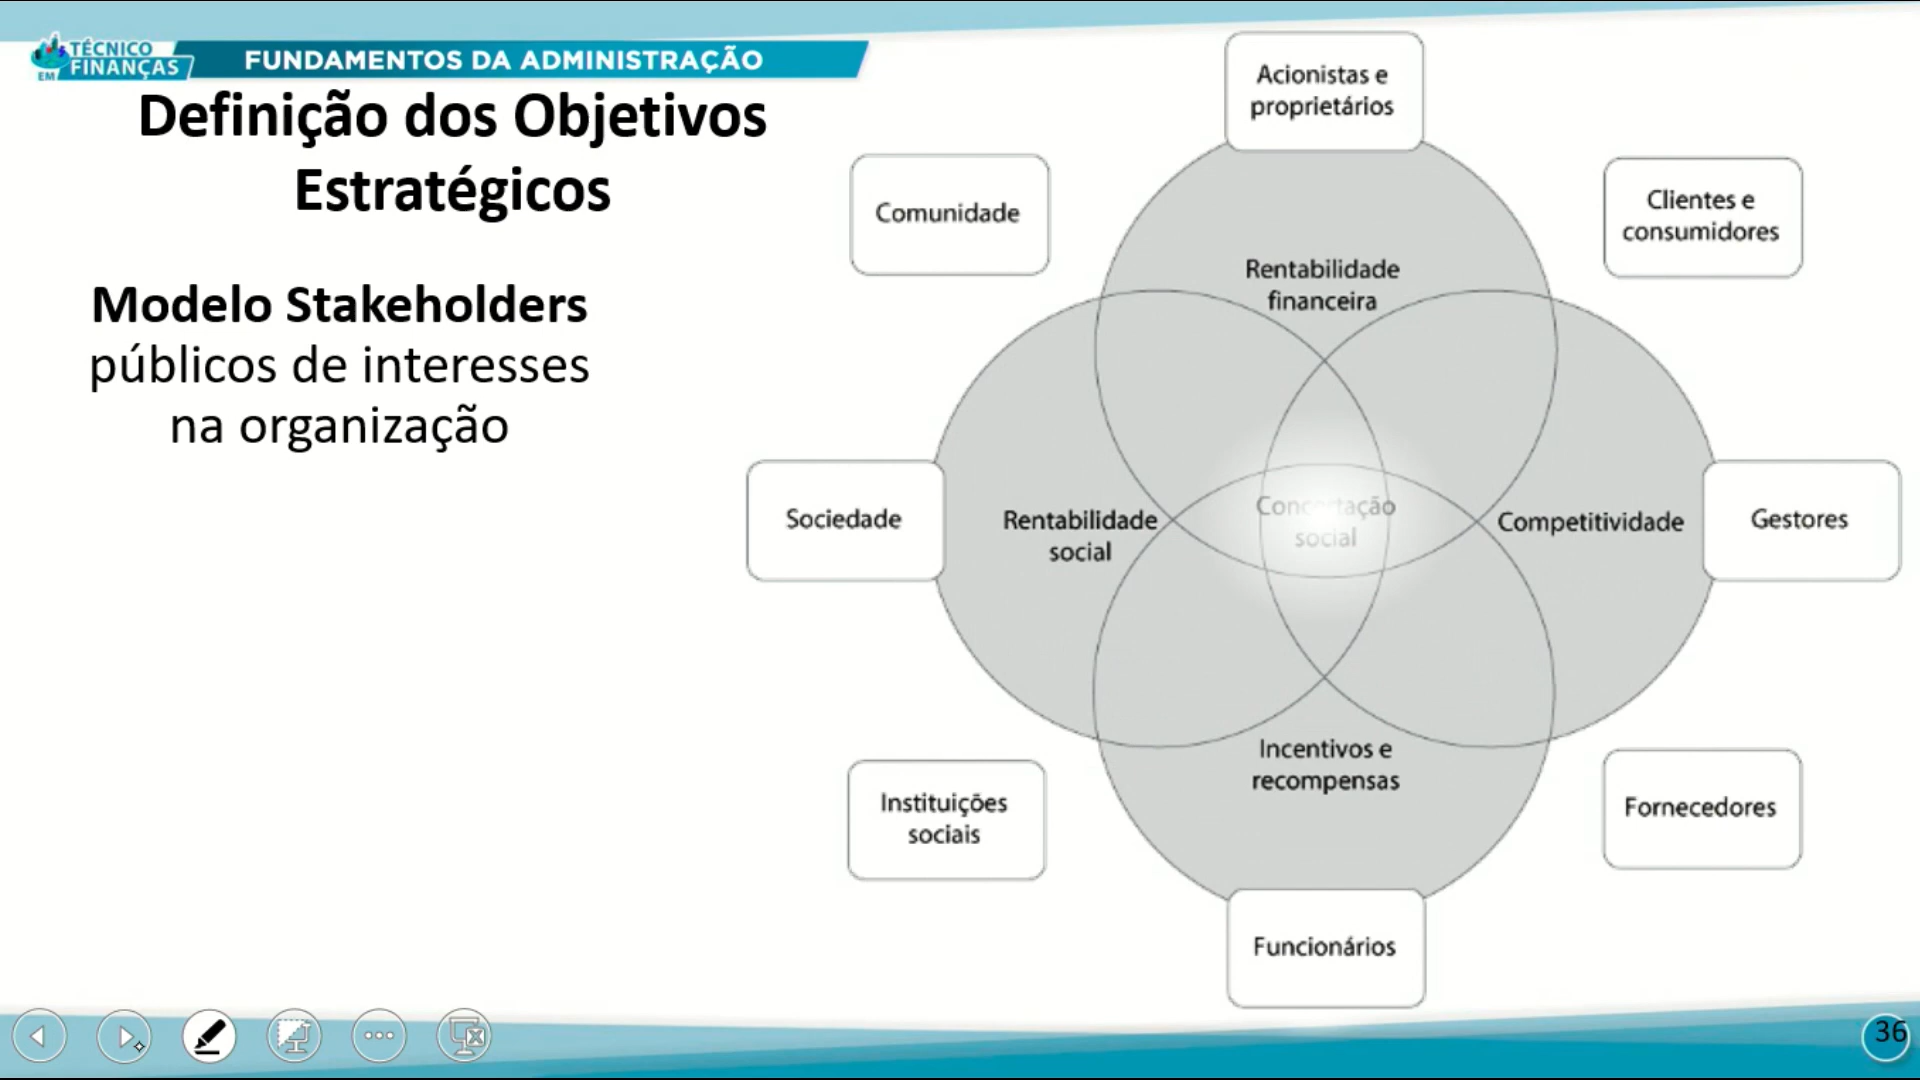 TÉCNICO
EM FINANÇAS
FUNDAMENTOS DA ADMINISTRAÇÃO
Definição dos Objetivos
Estratégicos
Modelo Stakeholders
públicos de interesses
na organização
Acionistas e
proprietários
Comunidade
Clientes e
consumidores
Rentabilidade
financeira
Sociedade
Rentabilidade
social
Concertação
social
Competitividade
Gestores
Incentivos e
recompensas
Instituições
sociais
Fornecedores
Funcionários
36